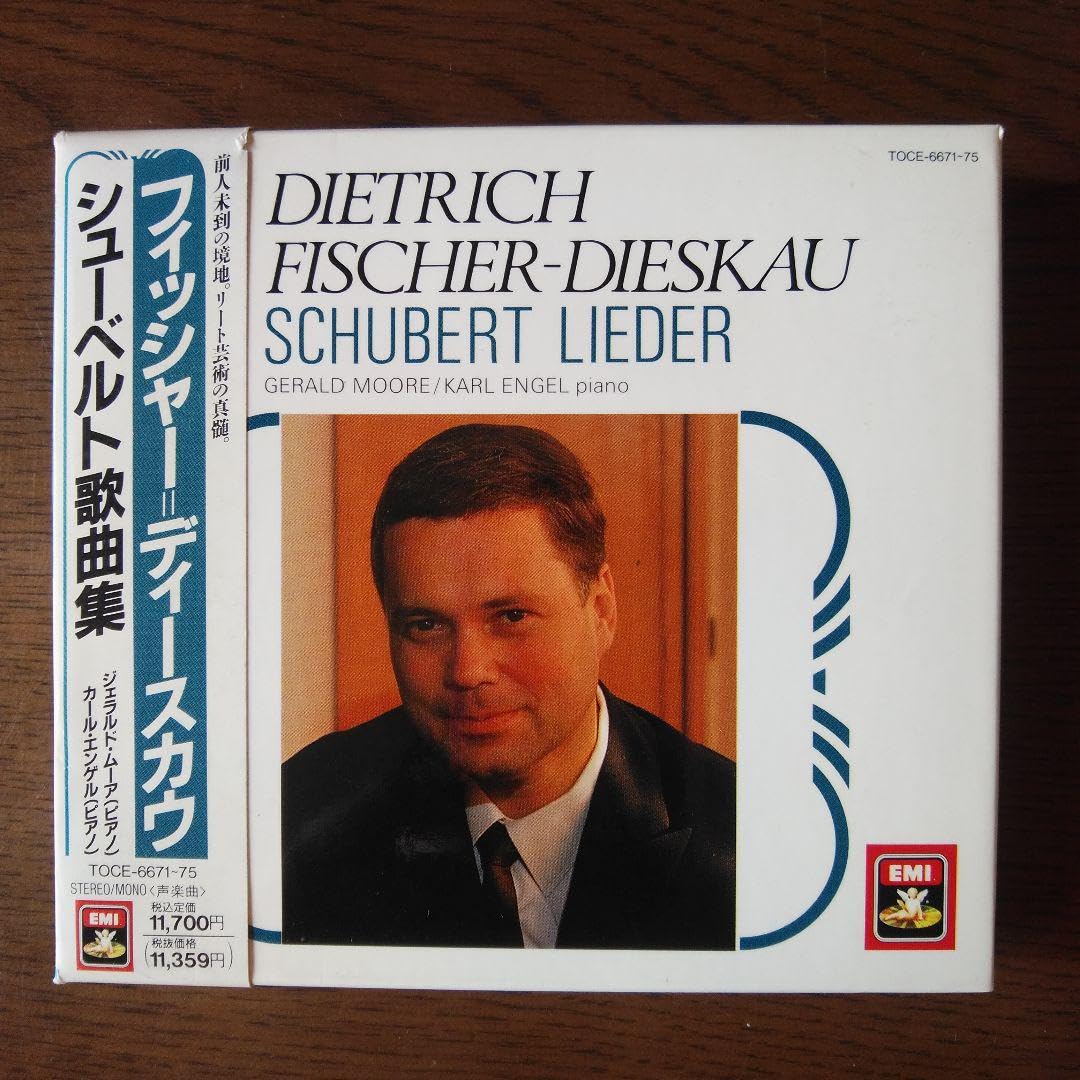 前人未到の境地。リート芸術の真髄。
フィッシャー=ディースカウ
シューベルト歌曲集
ジェラルド・ムーア(ピアノ)
カール・エンゲル(ピアノ)
TOCE-6671~75
STEREO/MONO〈声楽曲〉
EMI
税込定価
11,700円
税抜価格
(11,359円)
TOCE-6671~75
DIETRICH
FISCHER-DIESKAU
SCHUBERT LIEDER
GERALD MOORE/KARL ENGEL piano
EMI